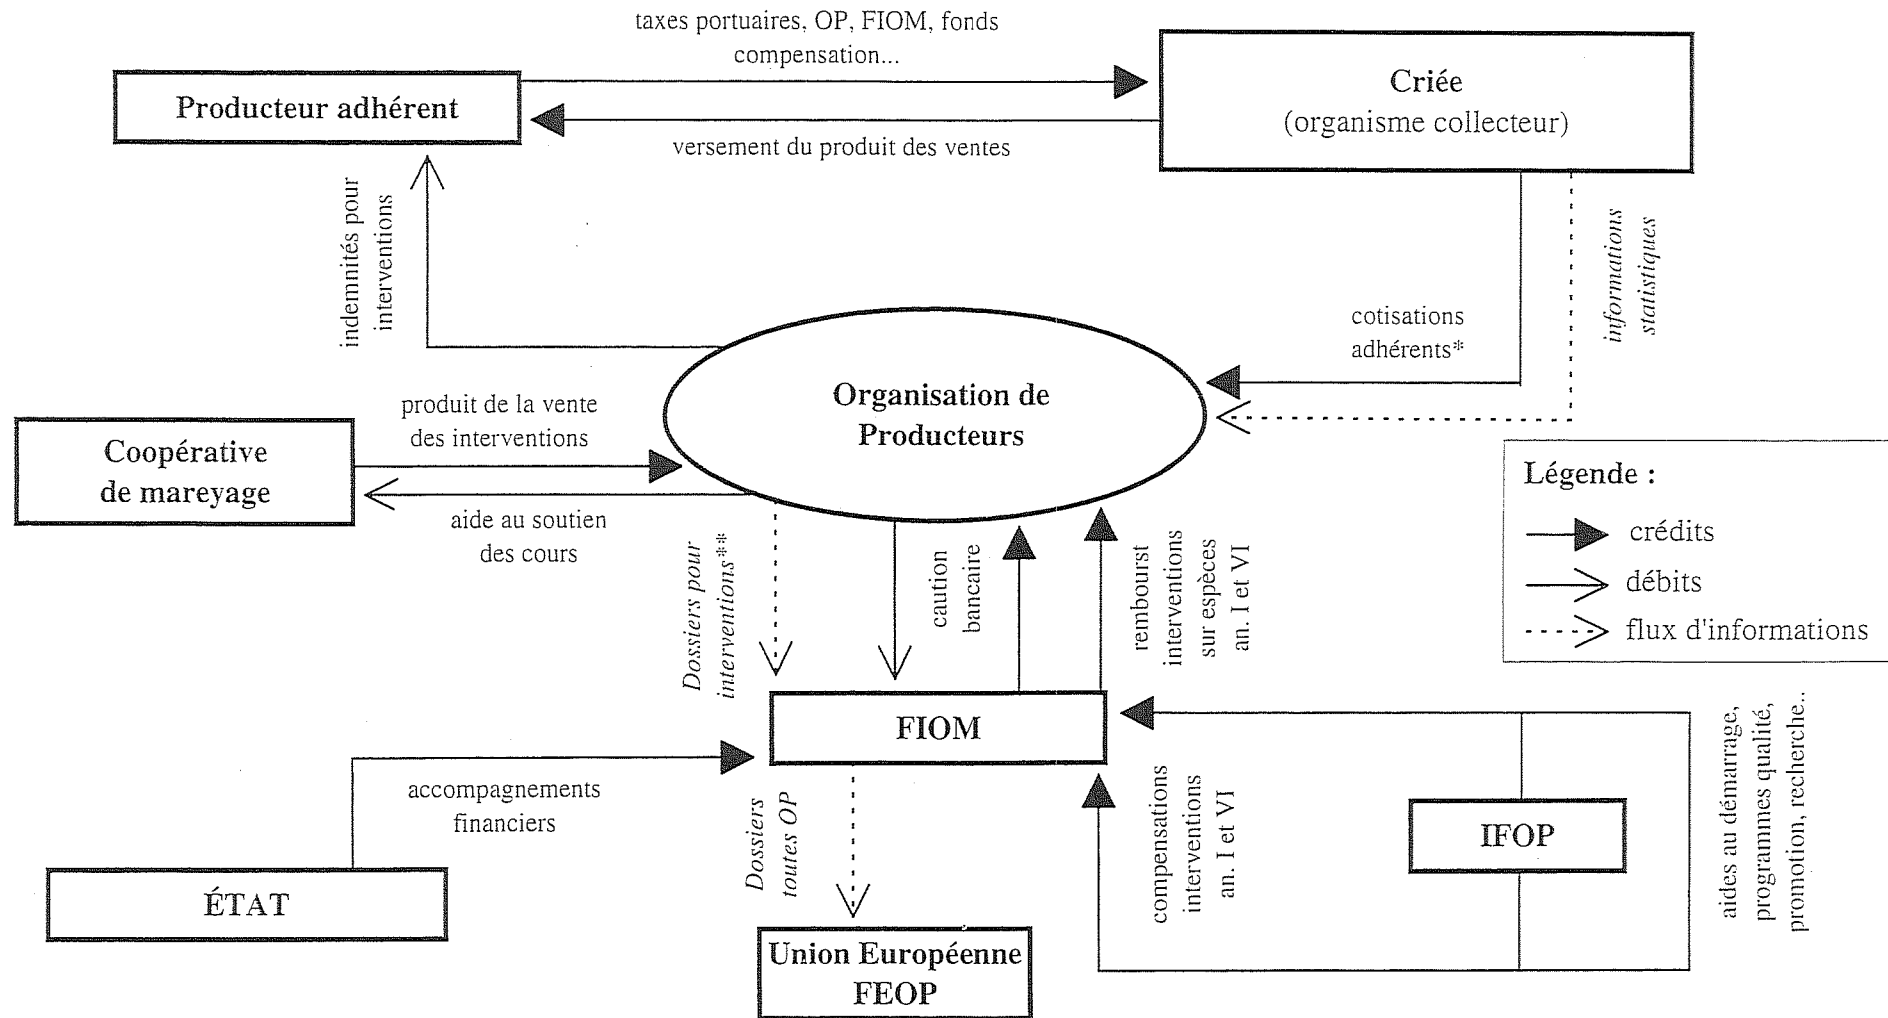 taxes portuaires, OP, FIOM, fonds
compensation...
Producteur adhérent
Criée
(organisme collecteur)
versement du produit des ventes
indemnités pour
interventions
informations
statistiques
cotisations
adhérents*
Organisation de
Producteurs
produit de la vente
des interventions
Coopérative
de mareyage
aide au soutien
des cours
Légende :
crédits
débits
flux d'informations
Dossiers pour
interventions**
caution
bancaire
rembourst
interventions
sur espèces
an. I et VI
FIOM
accompagnements
financiers
ÉTAT
Dossiers
toutes OP
compensations
interventions
an. I et VI
IFOP
aides au démarrage,
programmes qualité,
promotion, recherche..
Union Européenne
FEOP